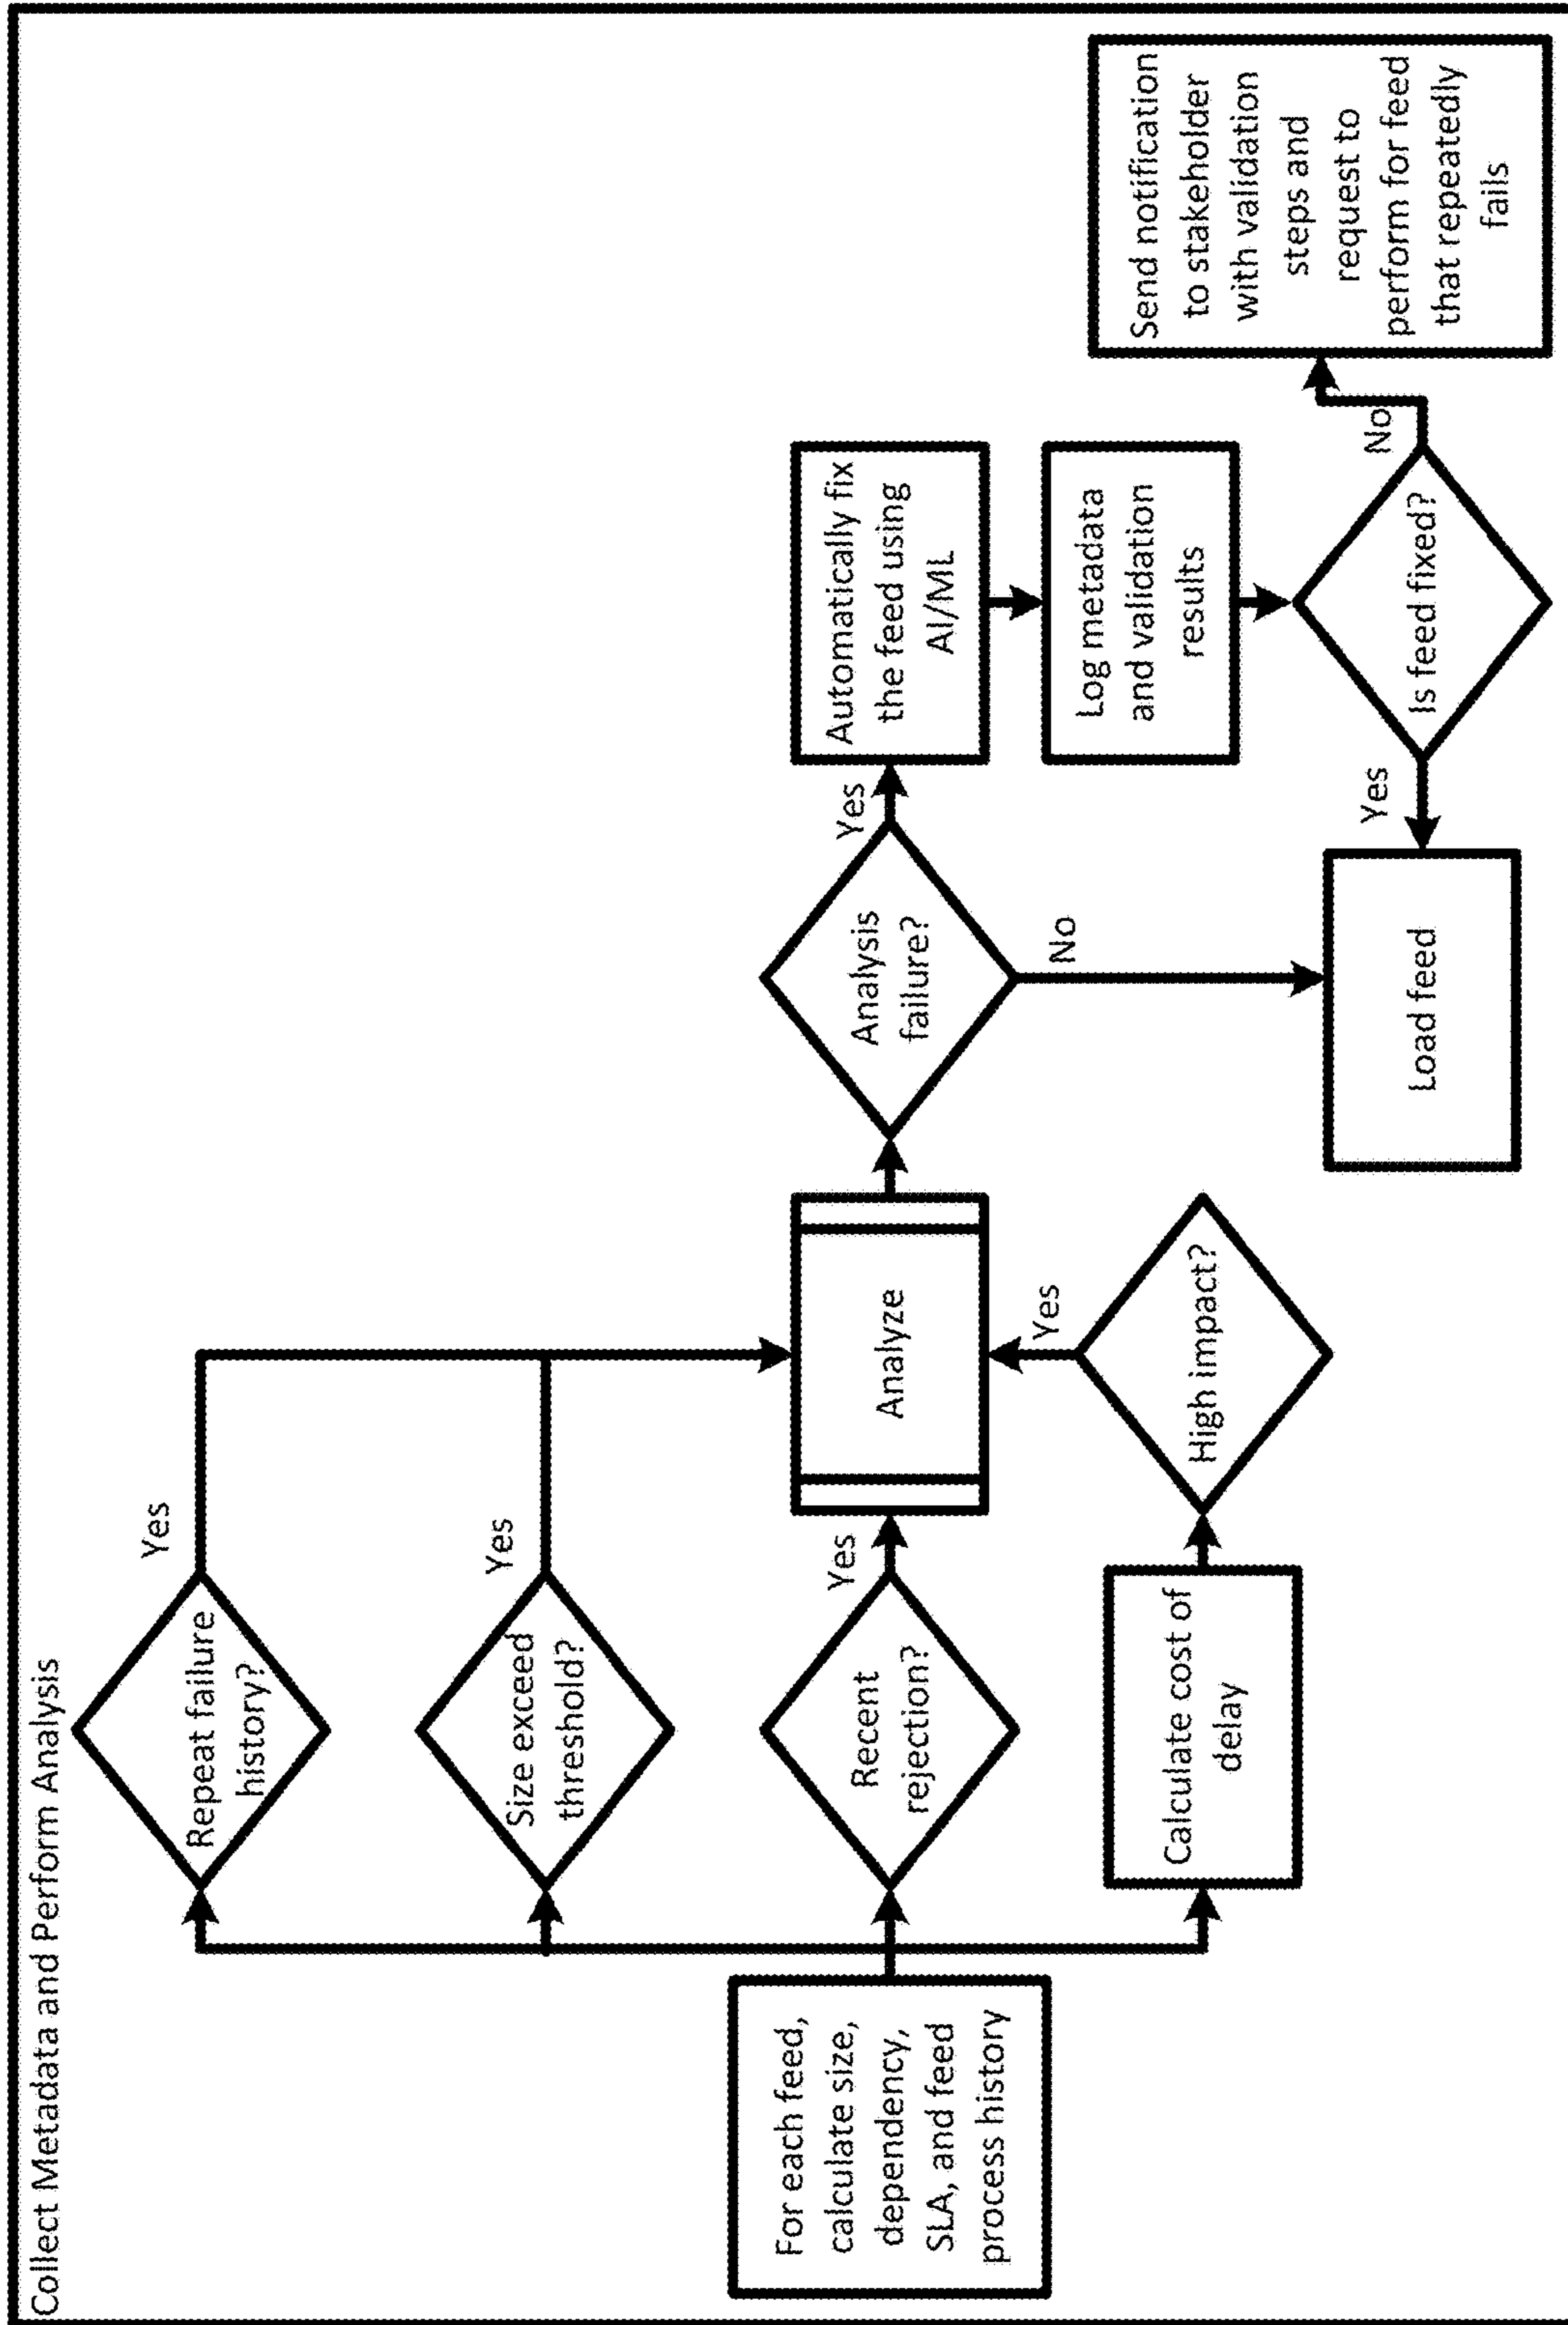 Collect Metadata and Perform Analysis
For each feed,
calculate size,
dependency,
SLA, and feed
process history
Repeat failure
history?
Yes
Size exceed
threshold?
Yes
Recent
rejection?
Yes
Calculate cost of
delay
High impact?
Yes
Analyze
Analysis
failure?
Yes
No
Automatically fix
the feed using
AI/ML
Log metadata
and validation
results
Is feed fixed?
Yes
No
Load feed
Send notification
to stakeholder
with validation
steps and
request to
perform for feed
that repeatedly
fails